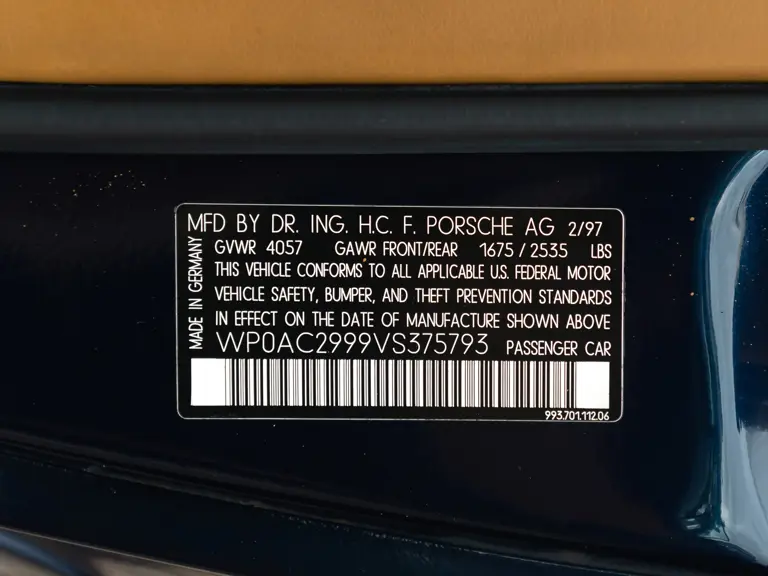 MFD BY DR. ING. H.C. F. PORSCHE AG 2/97
GVWR 4057 GAWR FRONT/REAR 1675 / 2535 LBS
THIS VEHICLE CONFORMS TO ALL APPLICABLE U.S. FEDERAL MOTOR
VEHICLE SAFETY, BUMPER, AND THEFT PREVENTION STANDARDS
IN EFFECT ON THE DATE OF MANUFACTURE SHOWN ABOVE
WP0AC2999VS375793 PASSENGER CAR
993.701.112.06
MADE IN GERMANY